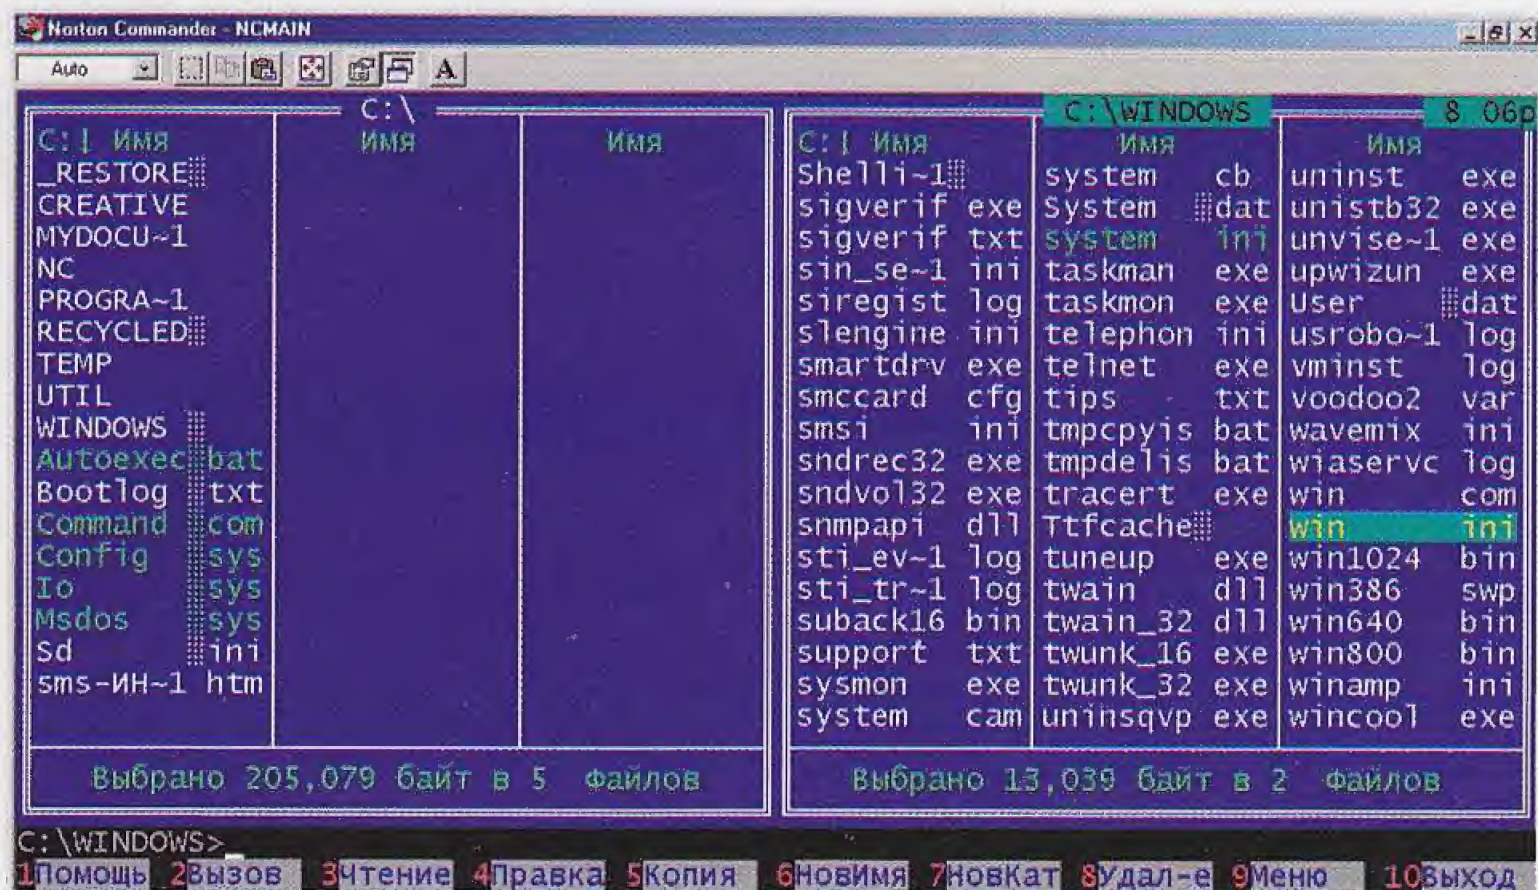 Norton Commander - NCMAIN
Auto
A
C:\
C:↓ Имя Имя Имя
_RESTORE
CREATIVE
MYDOCU~1
NC
PROGRA~1
RECYCLED
TEMP
UTIL
WINDOWS
Autoexec bat
Bootlog txt
Command com
Config sys
Io sys
Msdos sys
Sd ini
sms-ИН~1 htm
Выбрано 205,079 байт в 5 файлов
C:\WINDOWS 8 06p
C:↓ Имя Имя Имя
Shelli~1 system cb uninst exe
sigverif exe System dat unistb32 exe
sigverif txt system ini unvise~1 exe
sin_se~1 ini taskman exe upwizun exe
siregist log taskmon exe User dat
slengine ini telephon ini usrobo~1 log
smartdrv exe telnet exe vminst log
smccard cfg tips txt voodoo2 var
smsi ini tmpcpyis bat wavemix ini
sndrec32 exe tmpdelis bat wiaservc log
sndvol32 exe tracert exe win com
snmpapi dll Ttfcache win ini
sti_ev~1 log tuneup exe win1024 bin
sti_tr~1 log twain dll win386 swp
suback16 bin twain_32 dll win640 bin
support txt twunk_16 exe win800 bin
sysmon exe twunk_32 exe winamp ini
system cam uninsqvp exe wincool exe
Выбрано 13,039 байт в 2 файлов
C:\WINDOWS>_
1Помощь 2Вызов 3Чтение 4Правка 5Копия 6НовИмя 7НовКат 8Удал-е 9Меню 10Выход